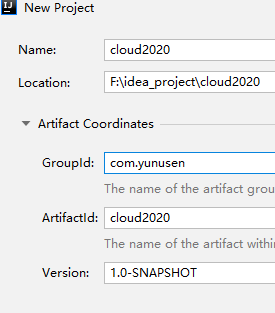 New Project
Name: cloud2020
Location: F:\idea_project\cloud2020
Artifact Coordinates
GroupId: com.yunusen
The name of the artifact grou
ArtifactId: cloud2020
The name of the artifact within
Version: 1.0-SNAPSHOT